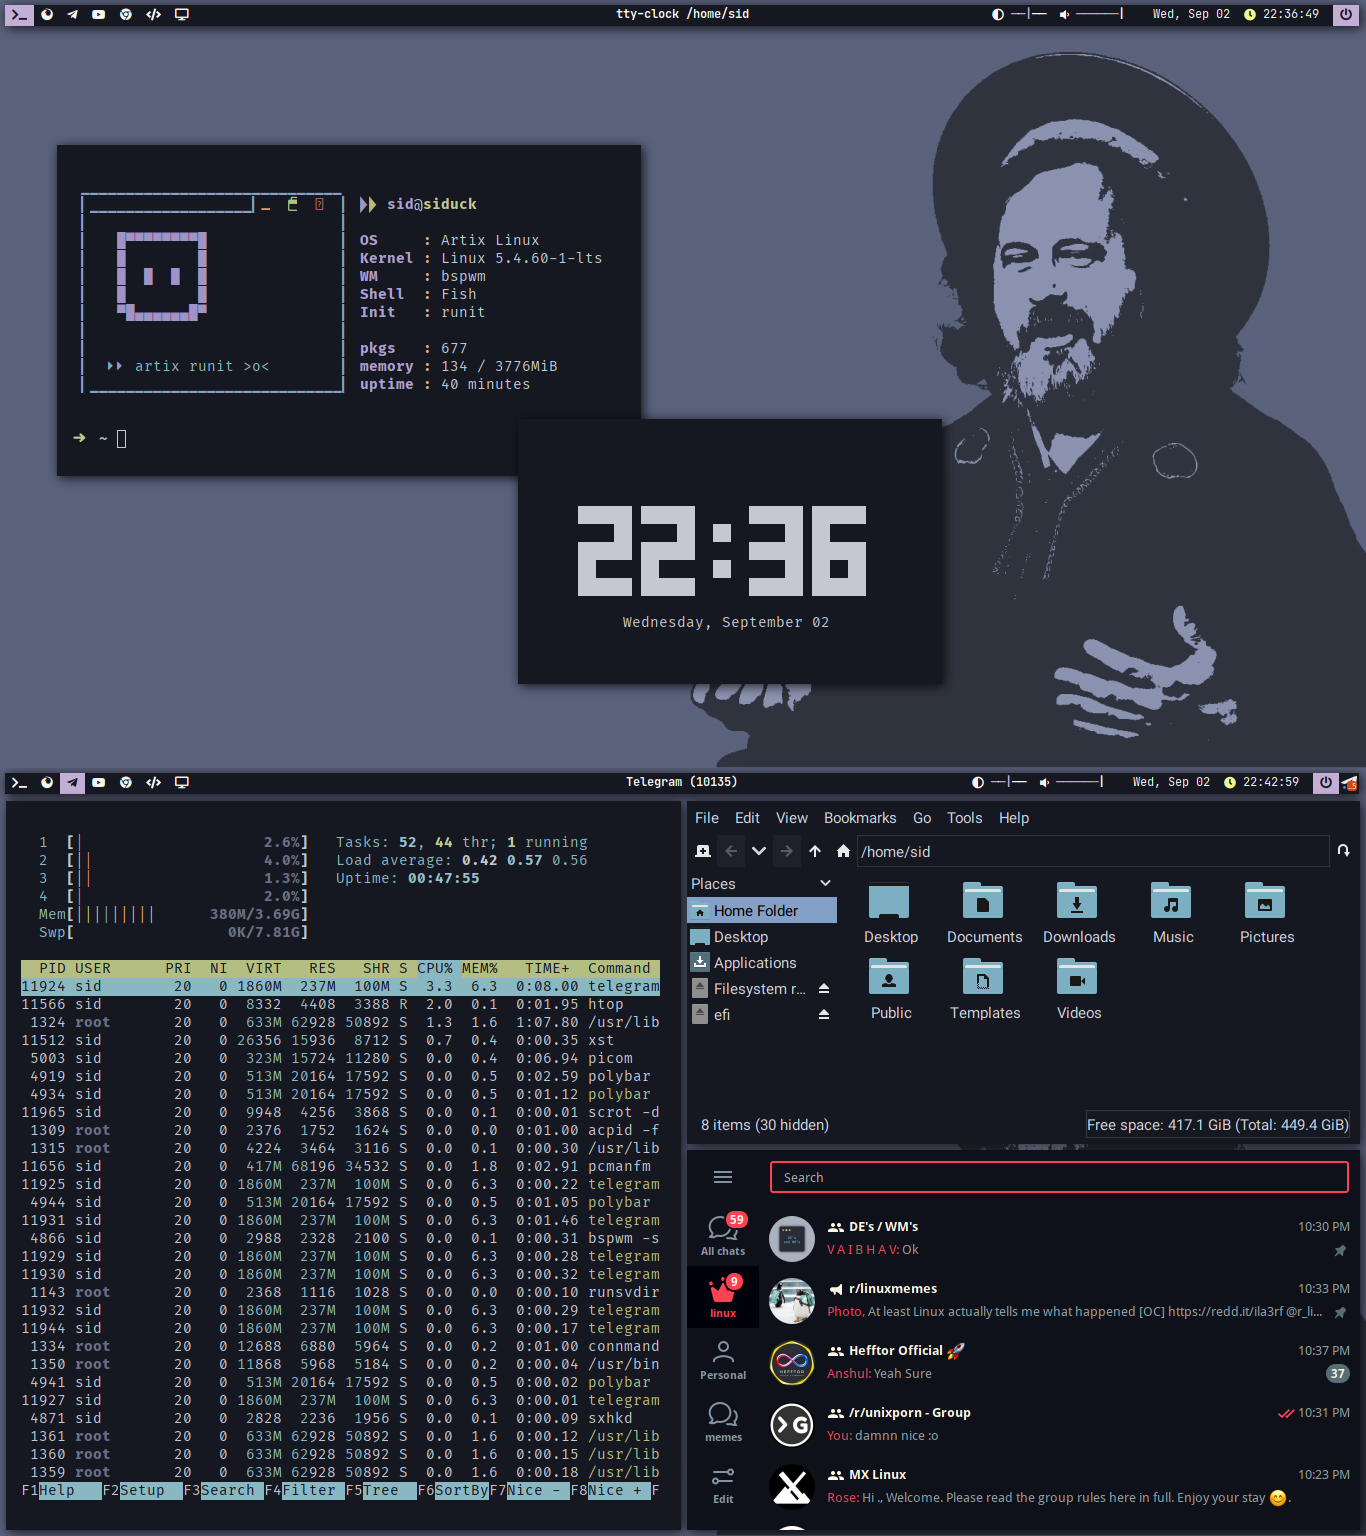 tty-clock /home/sid
Wed, Sep 02 22:36:49
sid@siduck
OS : Artix Linux
Kernel : Linux 5.4.60-1-lts
WM : bspwm
Shell : Fish
Init : runit
pkgs : 677
memory : 134 / 3776MiB
uptime : 40 minutes
artix runit >o<
➜ ~
22:36
Wednesday, September 02
Telegram (10135)
Wed, Sep 02 22:42:59
1 [| 2.6%] Tasks: 52, 44 thr; 1 running
2 [|| 4.0%] Load average: 0.42 0.57 0.56
3 [|| 1.3%] Uptime: 00:47:55
4 [| 2.0%]
Mem[||||||||| 380M/3.69G]
Swp[ 0K/7.81G]
PID USER PRI NI VIRT RES SHR S CPU% MEM% TIME+ Command
11924 sid 20 0 1860M 237M 100M S 3.3 6.3 0:08.00 telegram
11566 sid 20 0 8332 4408 3388 R 2.0 0.1 0:01.95 htop
1324 root 20 0 633M 62928 50892 S 1.3 1.6 1:07.80 /usr/lib
11512 sid 20 0 26356 15936 8712 S 0.7 0.4 0:00.35 xst
5003 sid 20 0 323M 15724 11280 S 0.0 0.4 0:06.94 picom
4919 sid 20 0 513M 20164 17592 S 0.0 0.5 0:02.59 polybar
4934 sid 20 0 513M 20164 17592 S 0.0 0.5 0:01.12 polybar
11965 sid 20 0 9948 4256 3868 S 0.0 0.1 0:00.01 scrot -d
1309 root 20 0 2376 1752 1624 S 0.0 0.0 0:01.00 acpid -f
1315 root 20 0 4224 3464 3116 S 0.0 0.1 0:00.30 /usr/lib
11656 sid 20 0 417M 68196 34532 S 0.0 1.8 0:02.91 pcmanfm
11925 sid 20 0 1860M 237M 100M S 0.0 6.3 0:00.22 telegram
4944 sid 20 0 513M 20164 17592 S 0.0 0.5 0:01.05 polybar
11931 sid 20 0 1860M 237M 100M S 0.0 6.3 0:01.46 telegram
4866 sid 20 0 2988 2328 2100 S 0.0 0.1 0:00.31 bspwm -s
11929 sid 20 0 1860M 237M 100M S 0.0 6.3 0:00.28 telegram
11930 sid 20 0 1860M 237M 100M S 0.0 6.3 0:00.32 telegram
1143 root 20 0 2368 1116 1028 S 0.0 0.0 0:00.10 runsvdir
11932 sid 20 0 1860M 237M 100M S 0.0 6.3 0:00.29 telegram
11944 sid 20 0 1860M 237M 100M S 0.0 6.3 0:00.17 telegram
1334 root 20 0 12688 6880 5964 S 0.0 0.2 0:01.00 connmand
1350 root 20 0 11868 5968 5184 S 0.0 0.2 0:00.04 /usr/bin
4941 sid 20 0 513M 20164 17592 S 0.0 0.5 0:00.02 polybar
11927 sid 20 0 1860M 237M 100M S 0.0 6.3 0:00.01 telegram
4871 sid 20 0 2828 2236 1956 S 0.0 0.1 0:00.09 sxhkd
1361 root 20 0 633M 62928 50892 S 0.0 1.6 0:00.12 /usr/lib
1360 root 20 0 633M 62928 50892 S 0.0 1.6 0:00.15 /usr/lib
1359 root 20 0 633M 62928 50892 S 0.0 1.6 0:00.18 /usr/lib
F1Help F2Setup F3Search F4Filter F5Tree F6SortByF7Nice - F8Nice + F
File Edit View Bookmarks Go Tools Help
/home/sid
Places
Home Folder
Desktop
Applications
Filesystem r...
efi
Desktop Documents Downloads Music Pictures
Public Templates Videos
8 items (30 hidden)
Free space: 417.1 GiB (Total: 449.4 GiB)
Search
59
All chats
9
linux
Personal
memes
Edit
DE's / WM's 10:30 PM
V A I B H A V: Ok
r/linuxmemes 10:33 PM
Photo, At least Linux actually tells me what happened [OC] https://redd.it/ila3rf @r_li...
Hefftor Official 🚀 10:37 PM
Anshul: Yeah Sure 37
HEFFTOR
/r/unixporn - Group 10:31 PM
You: damnn nice :o
>G
MX Linux 10:23 PM
Rose: Hi ., Welcome. Please read the group rules here in full. Enjoy your stay 😊.